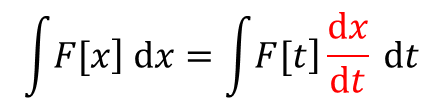 ∫F[x] dx = ∫F[t] dx/dt dt